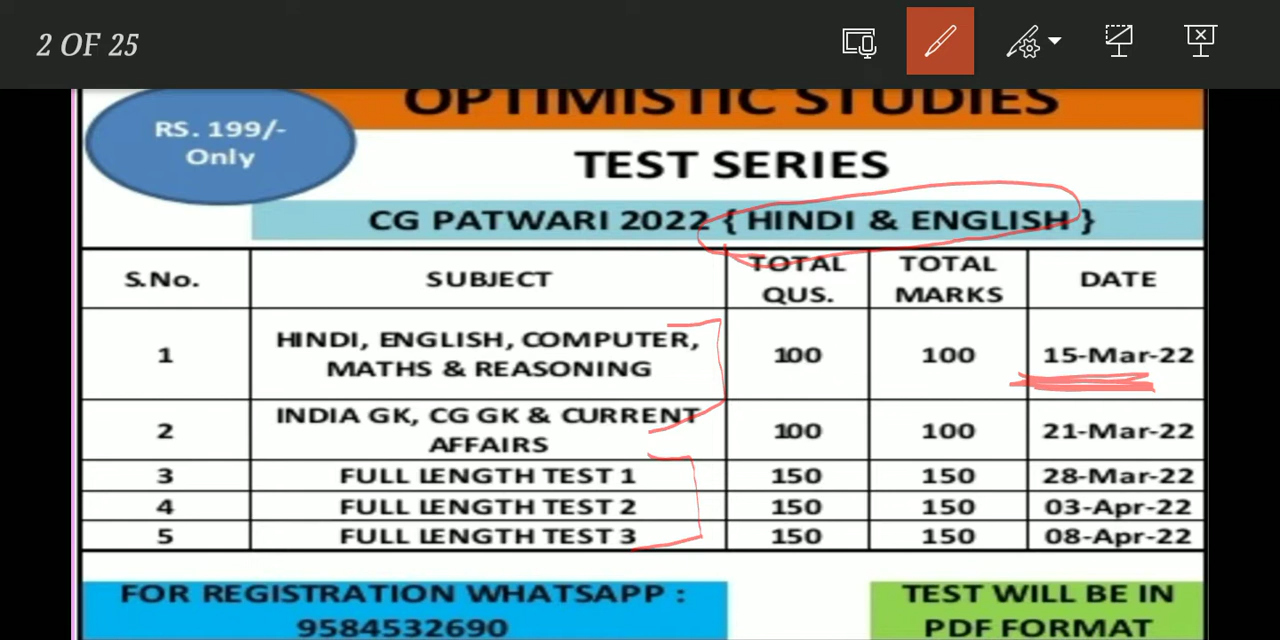 2 OF 25
OPTIMISTIC STUDIES
RS. 199/-
Only
TEST SERIES
CG PATWARI 2022 { HINDI & ENGLISH }
S.No. SUBJECT TOTAL QUS. TOTAL MARKS DATE
1 HINDI, ENGLISH, COMPUTER, MATHS & REASONING 100 100 15-Mar-22
2 INDIA GK, CG GK & CURRENT AFFAIRS 100 100 21-Mar-22
3 FULL LENGTH TEST 1 150 150 28-Mar-22
4 FULL LENGTH TEST 2 150 150 03-Apr-22
5 FULL LENGTH TEST 3 150 150 08-Apr-22
FOR REGISTRATION WHATSAPP :
9584532690
TEST WILL BE IN
PDF FORMAT